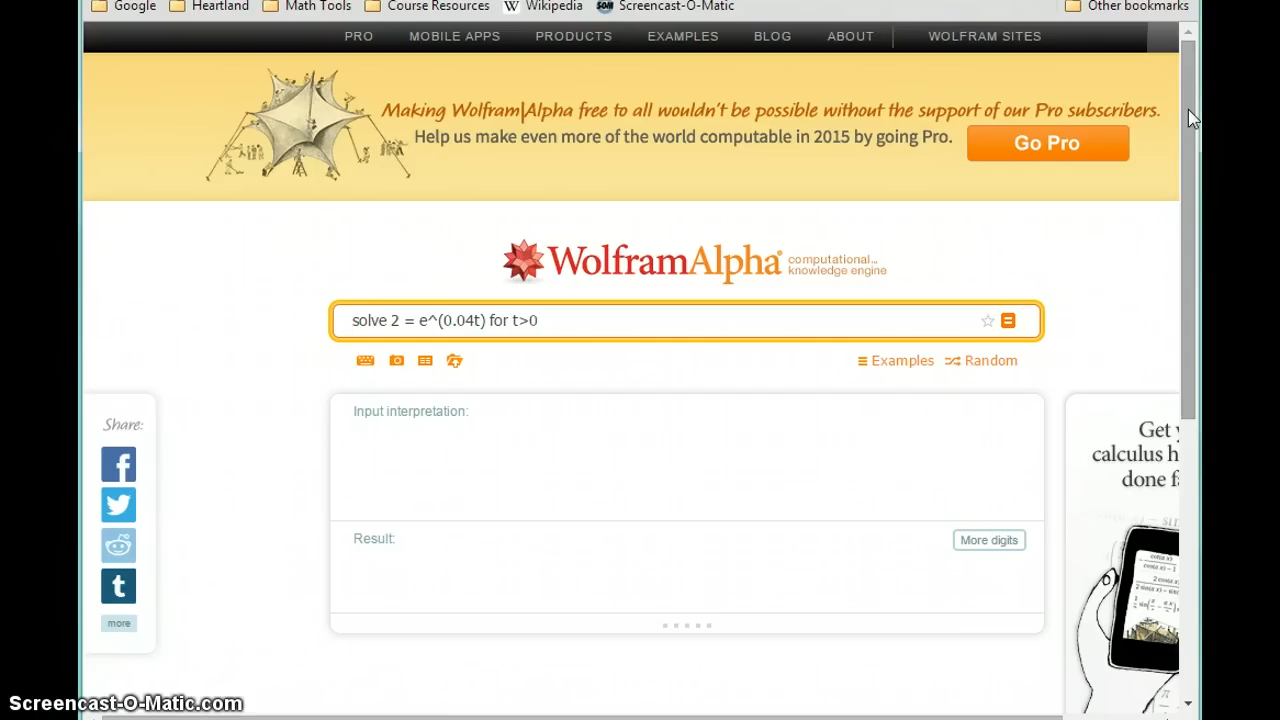 Google Heartland Math Tools Course Resources W Wikipedia SOM Screencast-O-Matic Other bookmarks
PRO MOBILE APPS PRODUCTS EXAMPLES BLOG ABOUT WOLFRAM SITES
Making Wolfram|Alpha free to all wouldn't be possible without the support of our Pro subscribers.
Help us make even more of the world computable in 2015 by going Pro.
Go Pro
WolframAlpha computational...
knowledge engine
solve 2 = e^(0.04t) for t>0
Examples Random
Input interpretation:
Share:
Get
calculus h
done f
Result:
More digits
more
Screencast-O-Matic.com